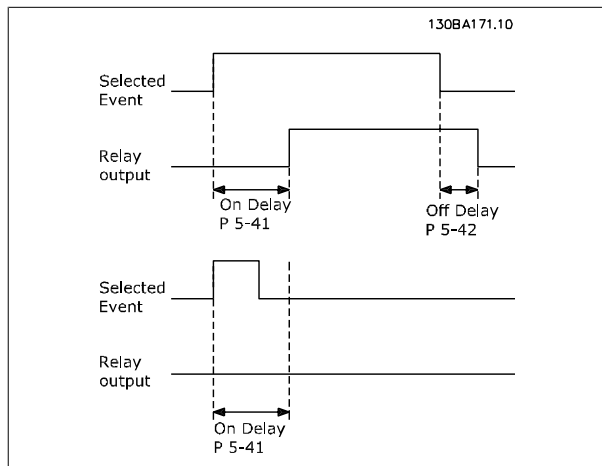 130BA171.10
Selected
Event
Relay
output
On Delay
P 5-41
Off Delay
P 5-42
Selected
Event
Relay
output
On Delay
P 5-41